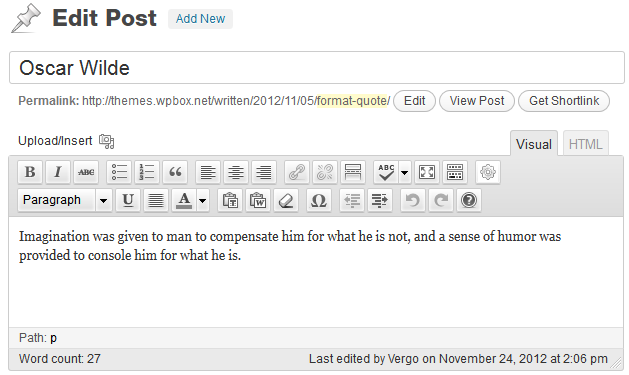 Edit Post Add New
Oscar Wilde
Permalink: http://themes.wpbox.net/written/2012/11/05/format-quote/ Edit View Post Get Shortlink
Upload/Insert Visual HTML
B I ABC ABC
Paragraph U A T W Ω ?
Imagination was given to man to compensate him for what he is not, and a sense of humor was
provided to console him for what he is.
Path: p
Word count: 27 Last edited by Vergo on November 24, 2012 at 2:06 pm